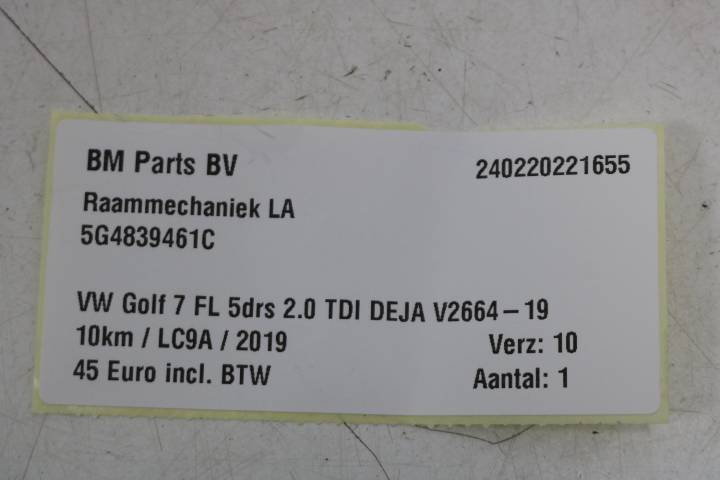 BM Parts BV 240220221655
Raammechaniek LA
5G4839461C
VW Golf 7 FL 5drs 2.0 TDI DEJA V2664-19
10km / LC9A / 2019 Verz: 10
45 Euro incl. BTW Aantal: 1